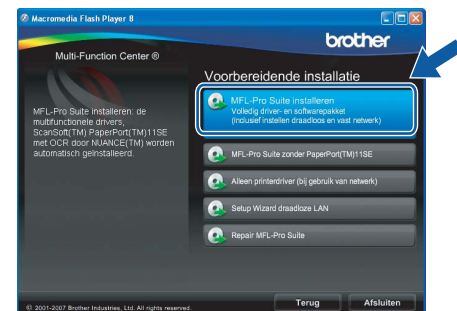 Macromedia Flash Player 8
brother
Multi-Function Center ®
Voorbereidende installatie
MFL-Pro Suite installeren: de
multifunctionele drivers,
ScanSoft(TM) PaperPort(TM)11SE
met OCR door NUANCE(TM) worden
automatisch geïnstalleerd.
MFL-Pro Suite installeren
Volledig driver- en softwarepakket
(inclusief instellen draadloos en vast netwerk)
MFL-Pro Suite zonder PaperPort(TM)11SE
Alleen printerdriver (bij gebruik van netwerk)
Setup Wizard draadloze LAN
Repair MFL-Pro Suite
© 2001-2007 Brother Industries, Ltd. All rights reserved.
Terug
Afsluiten